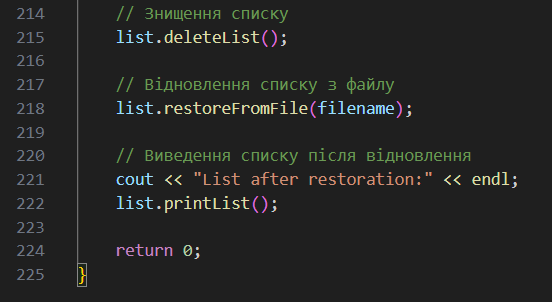 214 // Знищення списку
215 list.deleteList();
216
217 // Відновлення списку з файлу
218 list.restoreFromFile(filename);
219
220 // Виведення списку після відновлення
221 cout << "List after restoration:" << endl;
222 list.printList();
223
224 return 0;
225 }